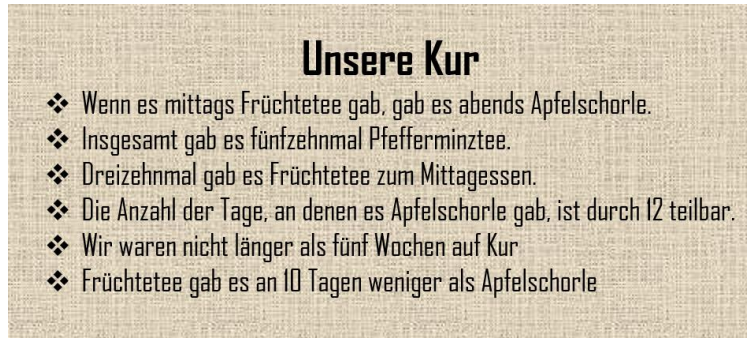 Unsere Kur
❖ Wenn es mittags Früchtetee gab, gab es abends Apfelschorle.
❖ Insgesamt gab es fünfzehnmal Pfefferminztee.
❖ Dreizehnmal gab es Früchtetee zum Mittagessen.
❖ Die Anzahl der Tage, an denen es Apfelschorle gab, ist durch 12 teilbar.
❖ Wir waren nicht länger als fünf Wochen auf Kur
❖ Früchtetee gab es an 10 Tagen weniger als Apfelschorle